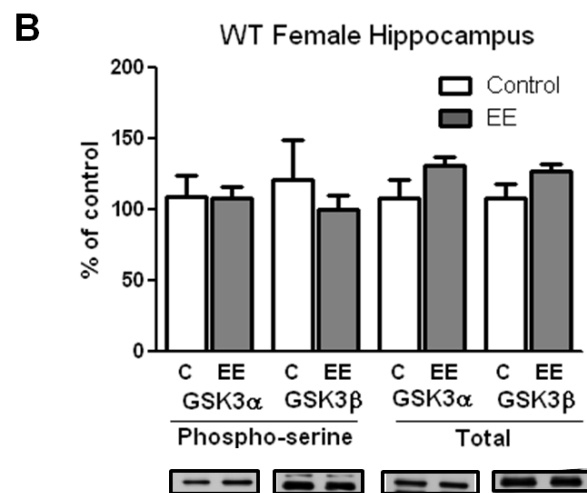 B
WT Female Hippocampus
Control
EE
% of control
200
150
100
50
0
C EE C EE C EE C EE
GSK3α GSK3β GSK3α GSK3β
Phospho-serine Total